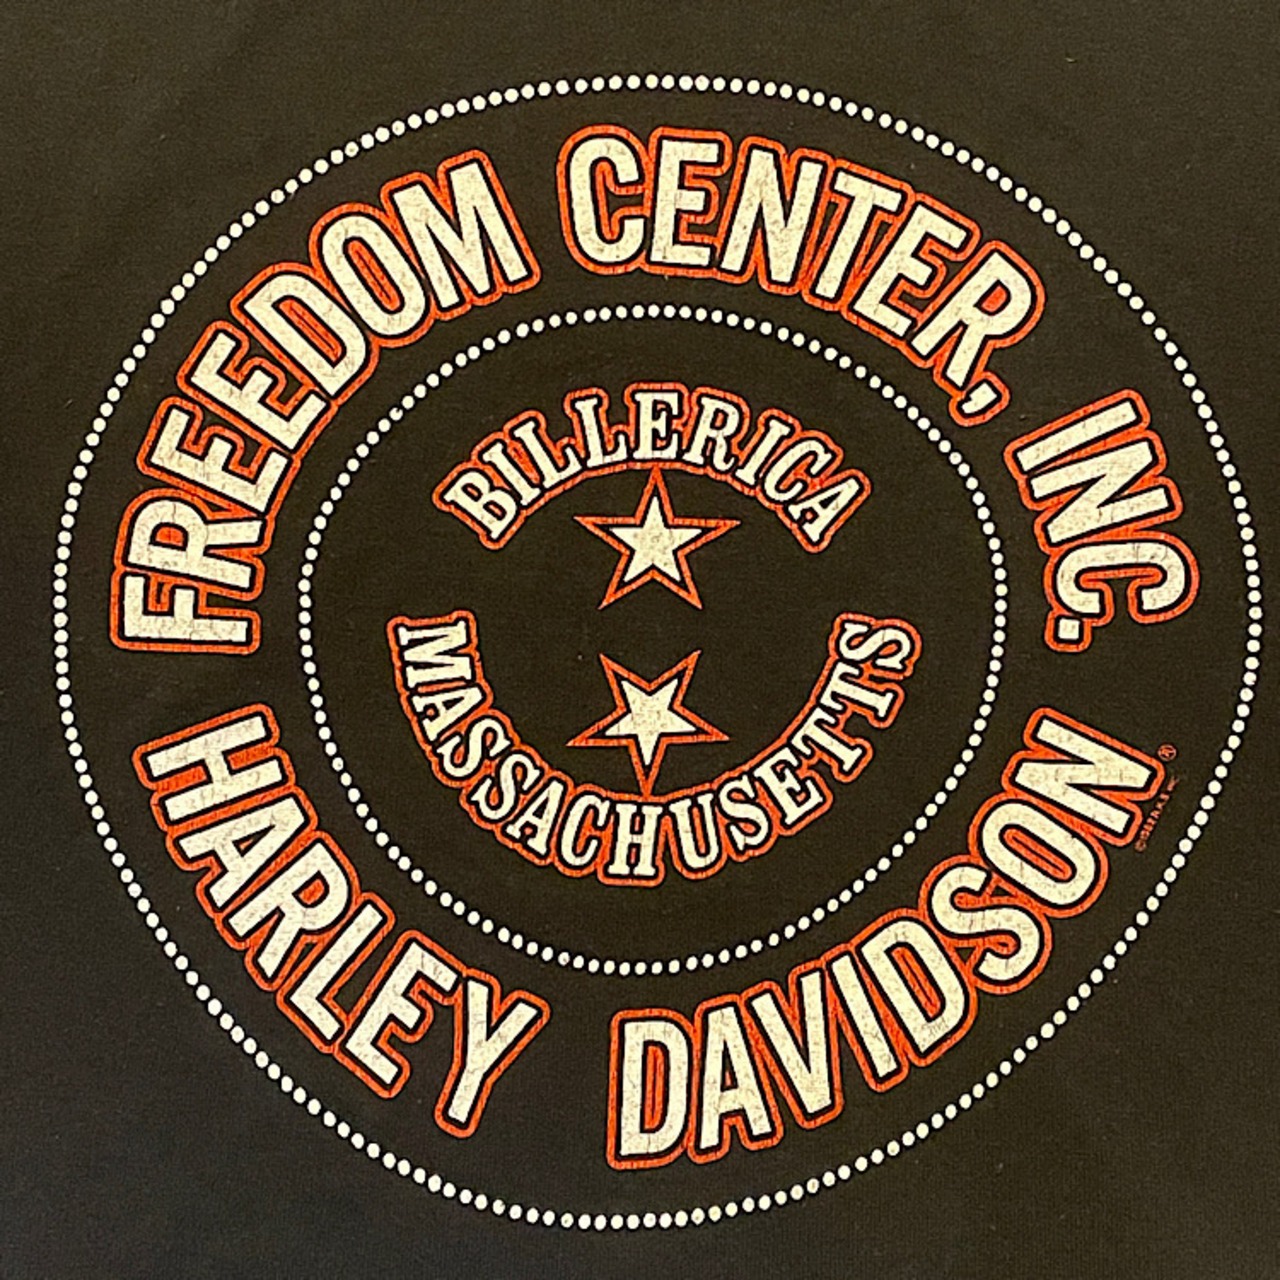 FREEDOM CENTER, INC.
BILLERICA
MASSACHUSETTS
HARLEY DAVIDSON
®